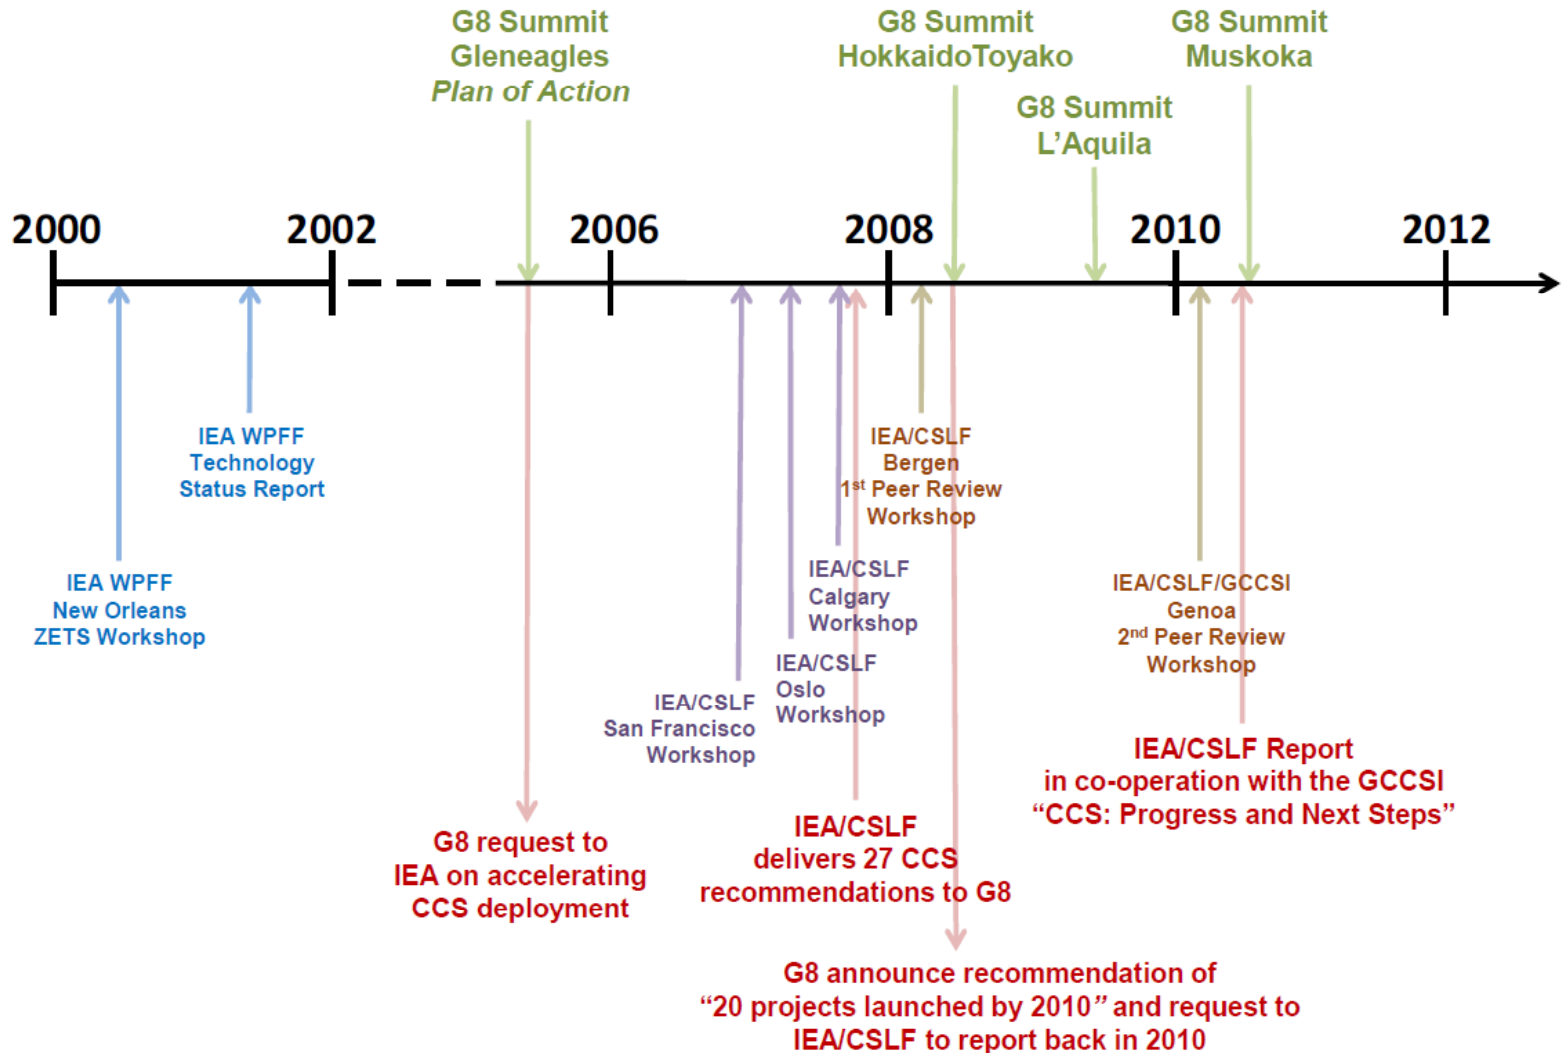 G8 Summit
Gleneagles
Plan of Action
G8 Summit
HokkaidoToyako
G8 Summit
L’Aquila
G8 Summit
Muskoka
2000
2002
2006
2008
2010
2012
IEA WPFF
New Orleans
ZETS Workshop
IEA WPFF
Technology
Status Report
IEA/CSLF
San Francisco
Workshop
IEA/CSLF
Oslo
Workshop
IEA/CSLF
Calgary
Workshop
IEA/CSLF
Bergen
1st Peer Review
Workshop
IEA/CSLF/GCCSI
Genoa
2nd Peer Review
Workshop
G8 request to
IEA on accelerating
CCS deployment
IEA/CSLF
delivers 27 CCS
recommendations to G8
G8 announce recommendation of
“20 projects launched by 2010” and request to
IEA/CSLF to report back in 2010
IEA/CSLF Report
in co-operation with the GCCSI
“CCS: Progress and Next Steps”